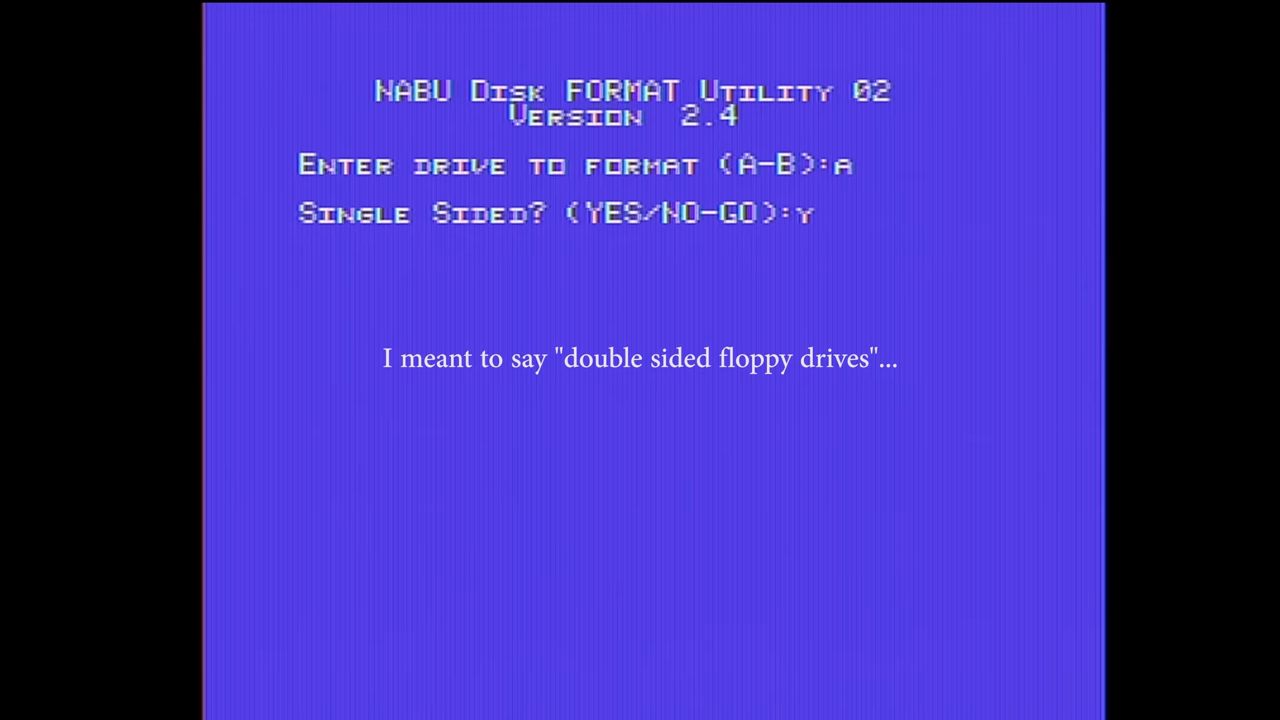 NABU Disk FORMAT Utility 02
Version  2.4
Enter drive to format (A-B):a
Single Sided? (YES/NO-GO):y
I meant to say "double sided floppy drives"...